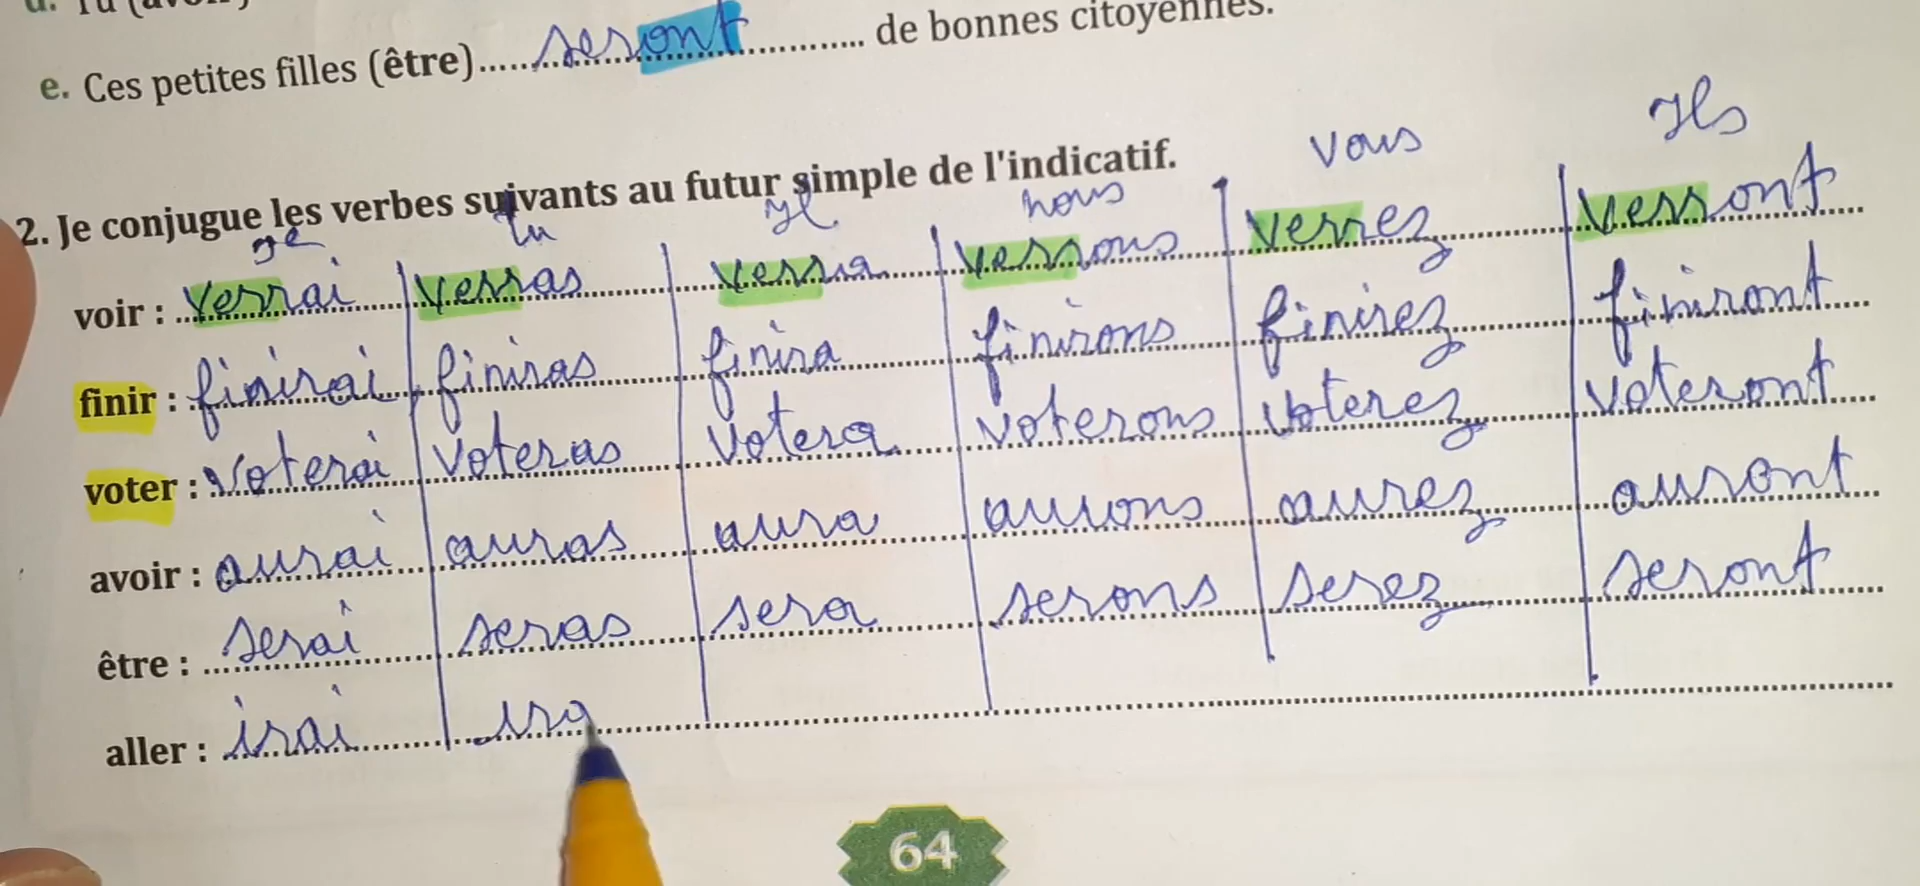 e. Ces petites filles (être)..... seront ............ de bonnes citoyennes.
2. Je conjugue les verbes suivants au futur simple de l'indicatif.
je tu il nous vous Ils
voir : verrai verras verra verrons verrez verront
finir : finirai finiras finira finirons finirez finiront
voter : voterai voteras votera voterons voterez voteront
avoir : aurai auras aura aurons aurez auront
être : serai seras sera serons serez seront
aller : irai ira
64